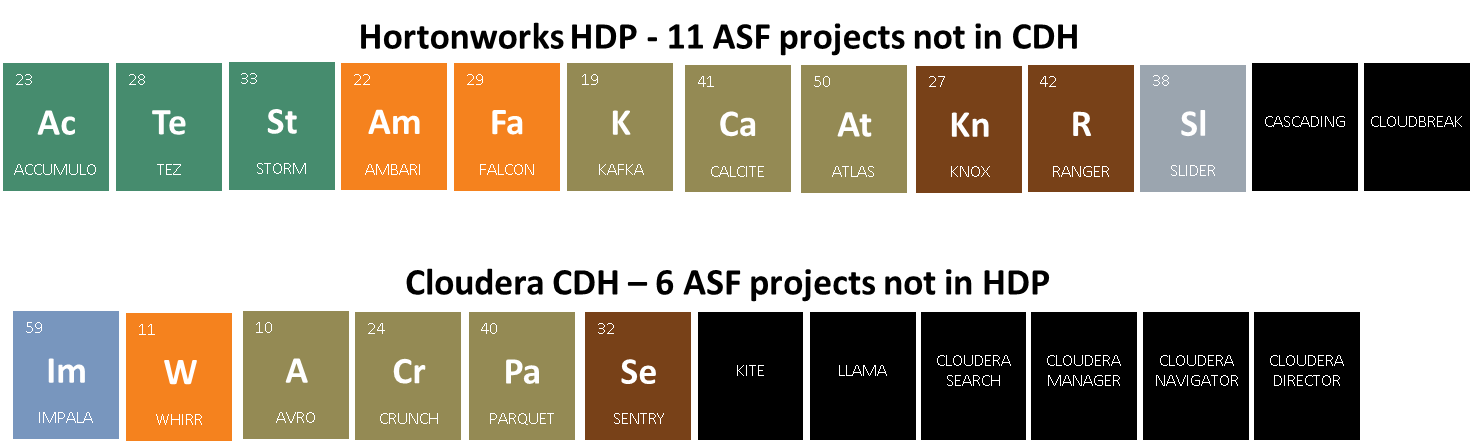 Hortonworks HDP - 11 ASF projects not in CDH
23
Ac
ACCUMULO
28
Te
TEZ
33
St
STORM
22
Am
AMBARI
29
Fa
FALCON
19
K
KAFKA
41
Ca
CALCITE
50
At
ATLAS
27
Kn
KNOX
42
R
RANGER
38
Sl
SLIDER
CASCADING
CLOUDBREAK
Cloudera CDH – 6 ASF projects not in HDP
59
Im
IMPALA
11
W
WHIRR
10
A
AVRO
24
Cr
CRUNCH
40
Pa
PARQUET
32
Se
SENTRY
KITE
LLAMA
CLOUDERA
SEARCH
CLOUDERA
MANAGER
CLOUDERA
NAVIGATOR
CLOUDERA
DIRECTOR